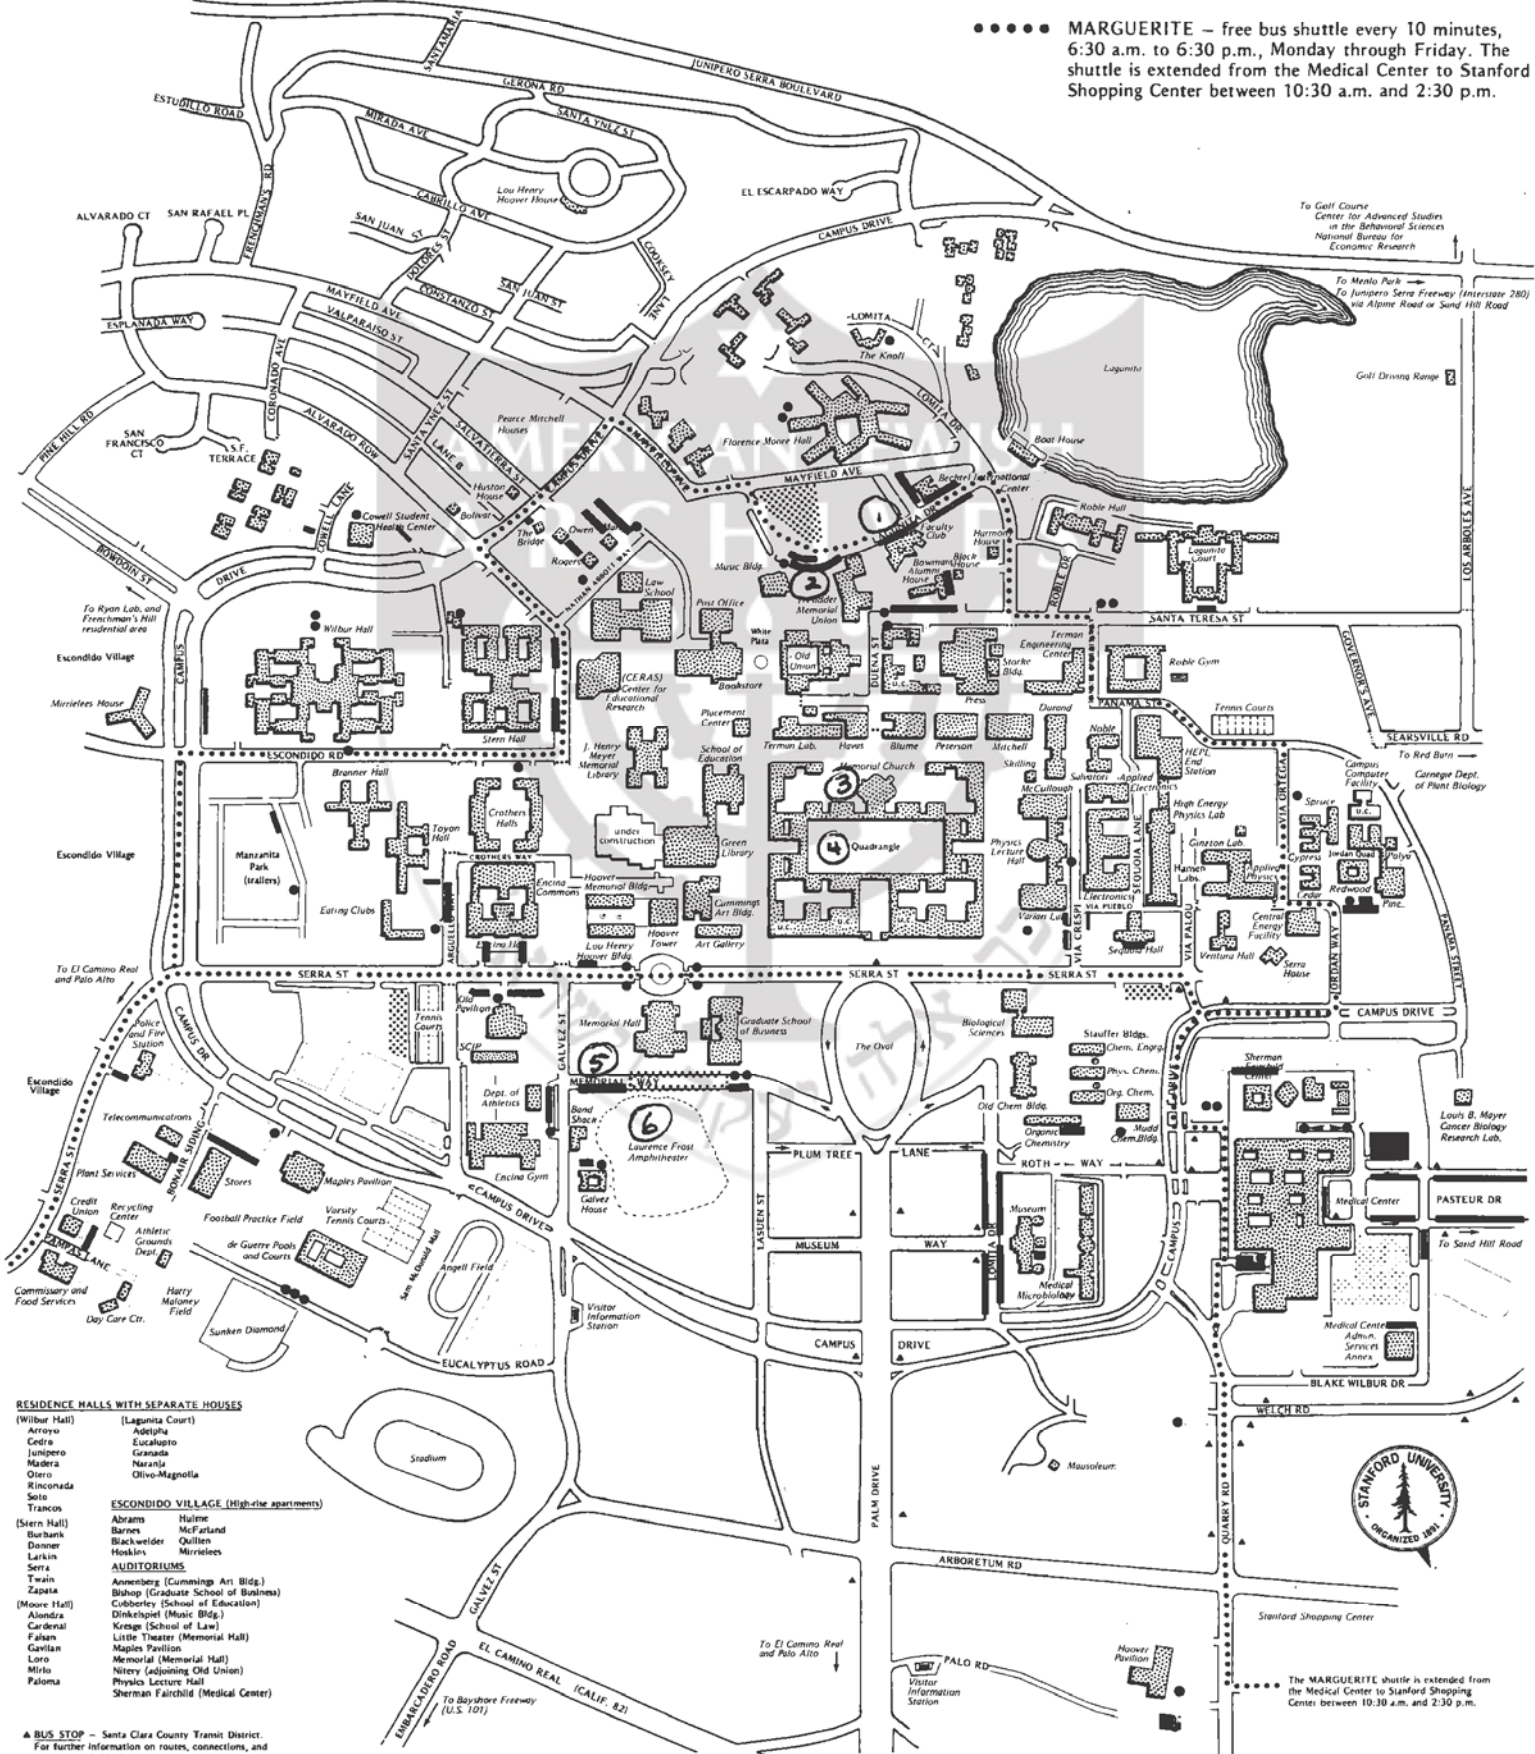 MARGUERITE – free bus shuttle every 10 minutes,
6:30 a.m. to 6:30 p.m., Monday through Friday. The
shuttle is extended from the Medical Center to Stanford
Shopping Center between 10:30 a.m. and 2:30 p.m.
SANTA MARIA
JUNIPERO SERRA BOULEVARD
GERONA RD
ESTUDILLO ROAD
MIRADA AVE
SANTA YNEZ ST
Lou Henry
Hoover House
EL ESCARPADO WAY
CABRILLO AVE
ALVARADO CT
SAN RAFAEL PL
FRENCHMAN'S RD
SAN JUAN ST
DOLORES ST
COOKSEY
LANE
CAMPUS DRIVE
To Golf Course
Center for Advanced Studies
in the Behavioral Sciences
National Bureau for
Economic Research
To Menlo Park
To Junipero Serra Freeway (Interstate 280)
via Alpine Road or Sand Hill Road
CONSTANZO ST
SAN JUAN ST
MAYFIELD AVE
VALPARAISO ST
ESPLANADA WAY
CORONADO AVE
LOMITA
CT
The Knoll
Lagunita
Golf Driving Range
PINE HILL RD
SAN
FRANCISCO
CT
S.F.
TERRACE
ALVARADO ROW
SANTA YNEZ ST
SALVATIERRA ST
LANE B
Pearce Mitchell
Houses
CAMPUS DRIVE
MAYFIELD AVE
Florence Moore Hall
LOMITA DR
Boat House
AMERICAN JEWISH
ARCHIVES
MAYFIELD AVE
Bechtel International
Center
Huston
House
Bolivar
COWELL LANE
Cowell Student
Health Center
The
Bridge
Owen
Rogers
NATHAN ABBOTT WAY
1
LAGUNITA DR
Faculty
Club
Harmony
House
Roble Hall
Lagunita
Court
LOS ARBOLES AVE
BOWDOIN ST
DRIVE
Music Bldg.
2
Memorial
Union
Bowman
Alumni
House
Black
House
ROBLE DR
To Ryan Lab. and
Frenchman's Hill
residential area
Law
School
Post Office
White
Plaza
SANTA TERESA ST
Wilbur Hall
Escondido Village
CAMPUS
Stern Hall
(CERAS)
Center for
Educational
Research
Bookstore
Old
Union
U.C.
Storke
Bldg.
Press
Terman
Engineering
Center
Roble Gym
GOVERNOR'S AVE
Mirrielees House
Placement
Center
PANAMA ST
Tennis Courts
SEARSVILLE RD
To Red Barn
ESCONDIDO RD
J. Henry
Meyer
Memorial
Library
School of
Education
Terman Lab.
Havas
Blume
Peterson
Mitchell
Durand
Noble
HEPL
End
Station
Skilling
McCullough
Salvatori
Applied
Electronics
Campus
Computer
Facility
Carnegie Dept.
of Plant Biology
Branner Hall
Memorial Church
3
High Energy
Physics Lab
VIA ORTEGA
Spruce
U.C.
Crothers
Halls
Toyon
Hall
under
construction
Green
Library
4
Quadrangle
Physics
Lecture
Hall
SEQUOIA LANE
Ginzton Lab.
Cypress
Jordan Quad
Polya
Escondido Village
Manzanita
Park
(trailers)
CROTHERS WAY
Encina
Commons
Hoover
Memorial Bldg.
Hansen
Labs.
Applied
Physics
Redwood
Cedar
Pine
Eating Clubs
Cummings
Art Bldg.
Electronics
VIA PUEBLO
Varian Lab.
Central
Energy
Facility
Encina Hall
Lou Henry
Hoover Bldg.
Hoover
Tower
Art Gallery
U.C.
U.C.
VIA CRESPI
Sequoia Hall
VIA PALOU
Ventura Hall
Serra
House
JORDAN WAY
PANAMA STREET
To El Camino Real
and Palo Alto
SERRA ST
SERRA ST
SERRA ST
Old
Pavilion
Tennis
Courts
SCIP
GALVEZ ST
Memorial Hall
Graduate School
of Business
The Oval
Biological
Sciences
Stauffer Bldgs.
Chem. Engrg.
Phys. Chem.
Org. Chem.
CAMPUS DRIVE
Police
and Fire
Station
CAMPUS DR
Escondido
Village
5
MEMORIAL WAY
Dept. of
Athletics
Band
Shack
6
Laurence Frost
Amphitheater
Old Chem Bldg.
Organic
Chemistry
Mudd
Chem.Bldg.
Sherman
Fairchild
Center
Louis B. Mayer
Cancer Biology
Research Lab.
Telecommunications
Plant Services
BONAIR SIDING
Stores
Maples Pavilion
Encina Gym
PLUM TREE
LANE
ROTH WAY
Galvez
House
SERRA ST
Credit
Union
Recycling
Center
Athletic
Grounds
Dept.
Football Practice Field
Varsity
Tennis Courts
CAMPUS DRIVE
LASUEN ST
Museum
LOMITA DR
Medical Center
PASTEUR DR
de Guerre Pools
and Courts
Sam McDonald Mall
Angell Field
MUSEUM
WAY
CAMPUS
To Sand Hill Road
Commissary and
Food Services
Day Care Ctr.
Harry
Maloney
Field
Sunken Diamond
Visitor
Information
Station
Medical
Microbiology
EUCALYPTUS ROAD
CAMPUS
DRIVE
Medical Center
Admin.
Services
Annex
BLAKE WILBUR DR
WELCH RD
Stadium
Mausoleum
PALM DRIVE
QUARRY RD
STANFORD UNIVERSITY
ORGANIZED 1891
RESIDENCE HALLS WITH SEPARATE HOUSES
(Wilbur Hall)
Arroyo
Cedro
Junipero
Madera
Otero
Rinconada
Soto
Trancos
(Stern Hall)
Burbank
Donner
Larkin
Serra
Twain
Zapata
(Moore Hall)
Alondra
Cardenal
Faisan
Gavilan
Loro
Mirlo
Paloma
(Lagunita Court)
Adelpha
Eucalypto
Granada
Naranja
Olivo-Magnolia
ESCONDIDO VILLAGE (High-rise apartments)
Abrams Hulme
Barnes McFarland
Blackwelder Quillen
Hoskins Mirrielees
AUDITORIUMS
Annenberg (Cummings Art Bldg.)
Bishop (Graduate School of Business)
Cubberley (School of Education)
Dinkelspiel (Music Bldg.)
Kresge (School of Law)
Little Theater (Memorial Hall)
Maples Pavilion
Memorial (Memorial Hall)
Nitery (adjoining Old Union)
Physics Lecture Hall
Sherman Fairchild (Medical Center)
GALVEZ ST
ARBORETUM RD
Stanford Shopping Center
EMBARCADERO ROAD
EL CAMINO REAL (CALIF. 82)
To Bayshore Freeway
(U.S. 101)
To El Camino Real
and Palo Alto
Visitor
Information
Station
PALO RD
Hoover
Pavilion
The MARGUERITE shuttle is extended from
the Medical Center to Stanford Shopping
Center between 10:30 a.m. and 2:30 p.m.
▲ BUS STOP – Santa Clara County Transit District.
For further information on routes, connections, and